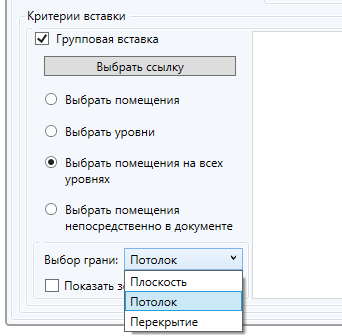 Критерии вставки
Групповая вставка
Выбрать ссылку
Выбрать помещения
Выбрать уровни
Выбрать помещения на всех
уровнях
Выбрать помещения
непосредственно в документе
Выбор грани: Потолок
Плоскость
Показать
Потолок
Перекрытие